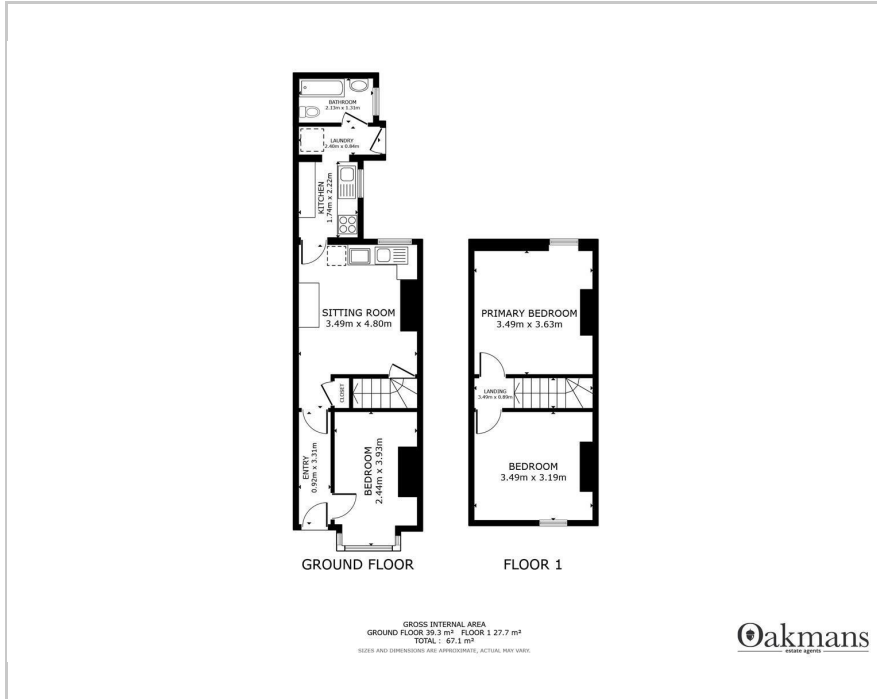 BATHROOM
2.13m x 1.31m
LAUNDRY
2.40m x 0.84m
KITCHEN
1.74m x 2.22m
SITTING ROOM
3.49m x 4.80m
CLOSET
ENTRY
0.92m x 3.31m
BEDROOM
2.44m x 3.93m
GROUND FLOOR
PRIMARY BEDROOM
3.49m x 3.63m
LANDING
3.49m x 0.89m
BEDROOM
3.49m x 3.19m
FLOOR 1
GROSS INTERNAL AREA
GROUND FLOOR 39.3 m² FLOOR 1 27.7 m²
TOTAL : 67.1 m²
SIZES AND DIMENSIONS ARE APPROXIMATE, ACTUAL MAY VARY.
Oakmans
estate agents